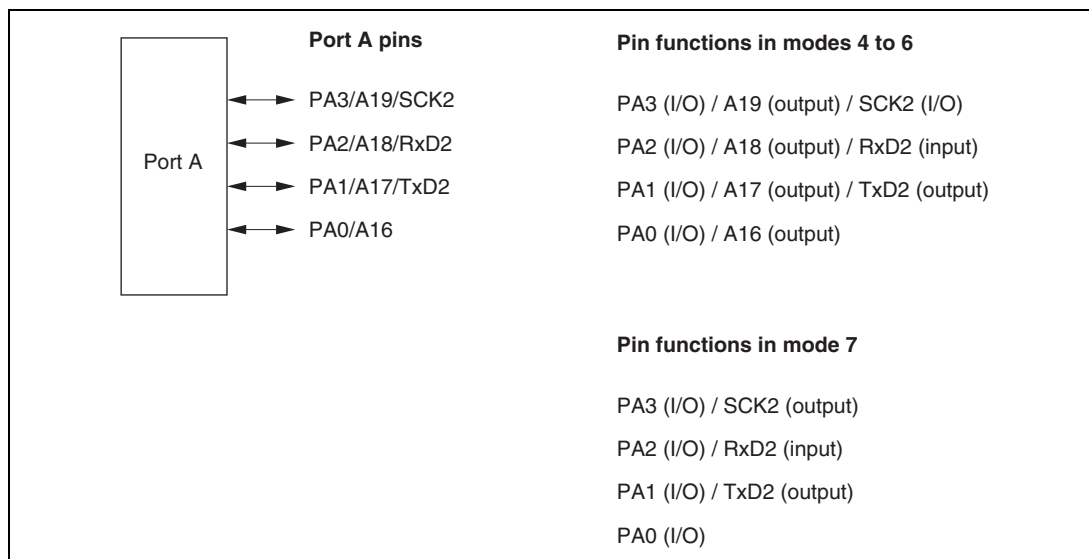 Port A
Port A pins
PA3/A19/SCK2
PA2/A18/RxD2
PA1/A17/TxD2
PA0/A16
Pin functions in modes 4 to 6
PA3 (I/O) / A19 (output) / SCK2 (I/O)
PA2 (I/O) / A18 (output) / RxD2 (input)
PA1 (I/O) / A17 (output) / TxD2 (output)
PA0 (I/O) / A16 (output)
Pin functions in mode 7
PA3 (I/O) / SCK2 (output)
PA2 (I/O) / RxD2 (input)
PA1 (I/O) / TxD2 (output)
PA0 (I/O)